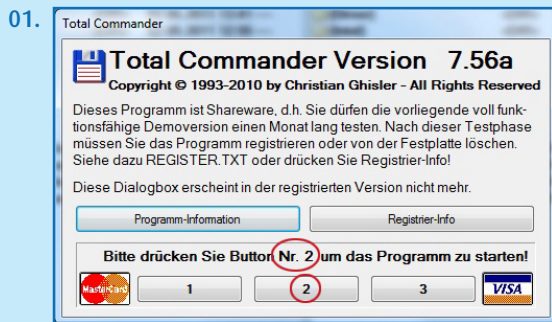 01.
Total Commander
Total Commander Version 7.56a
Copyright © 1993-2010 by Christian Ghisler - All Rights Reserved
Dieses Programm ist Shareware, d.h. Sie dürfen die vorliegende voll funk-
tionsfähige Demoversion einen Monat lang testen. Nach dieser Testphase
müssen Sie das Programm registrieren oder von der Festplatte löschen.
Siehe dazu REGISTER.TXT oder drücken Sie Registrier-Info!
Diese Dialogbox erscheint in der registrierten Version nicht mehr.
Programm-Information Registrier-Info
Bitte drücken Sie Button Nr. 2 um das Programm zu starten!
MasterCard 1 2 3 VISA